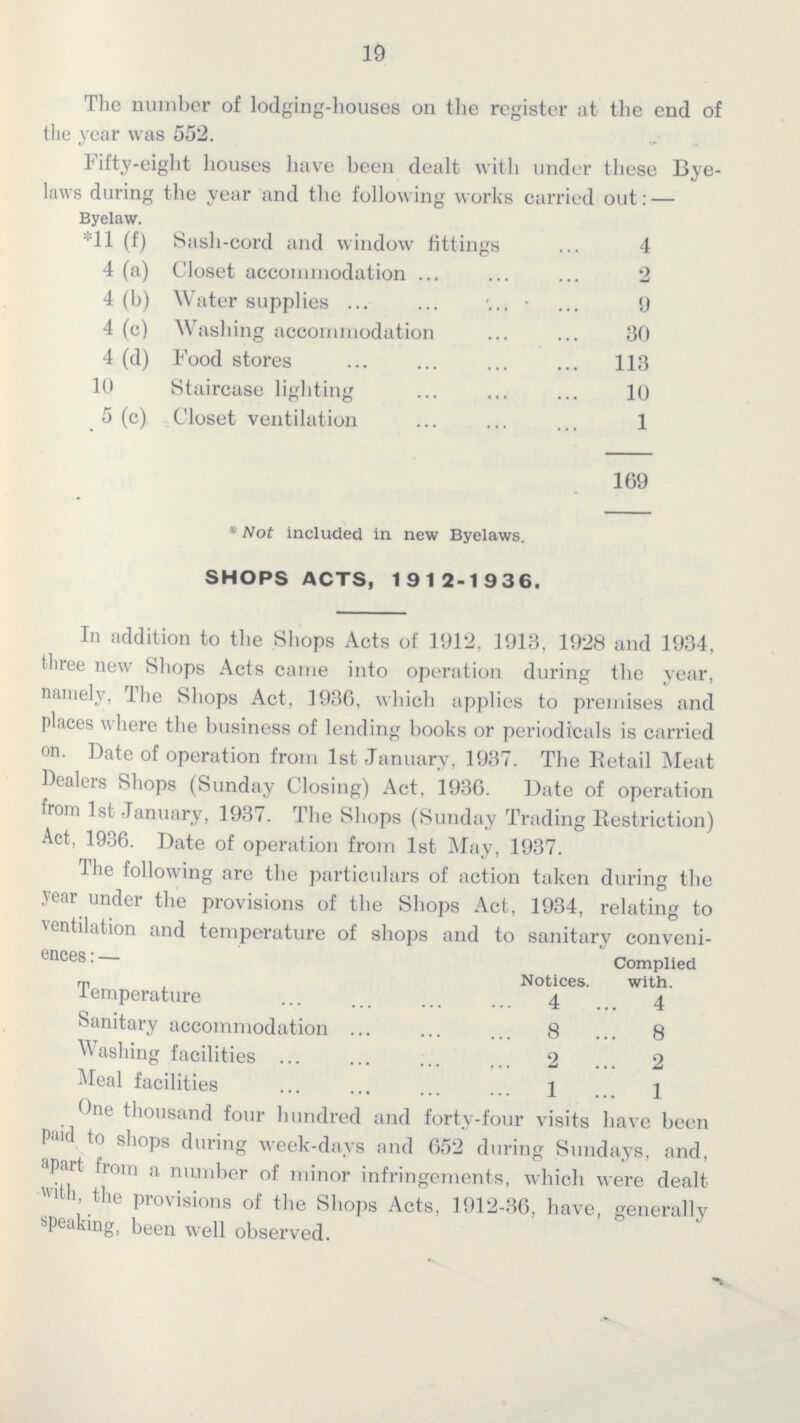 19
The number of lodging-houses on the register at the end of
the year was 552.
Fifty-eight houses have been dealt with under these Bye-
laws during the year and the following works carried out:—
Byelaw.
*11 (f) Sash-cord and window fittings ... 4
4 (a) Closet accommodation ... ... ... 2
4 (b) Water supplies ... ... ... ... 9
4 (c) Washing accommodation ... ... 30
4 (d) Food stores ... ... ... ... 113
10 Staircase lighting ... ... ... 10
5 (c) Closet ventilation ... ... ... 1
169
* Not included in new Byelaws.
SHOPS ACTS, 1912-1936.
In addition to the Shops Acts of 1912, 1913, 1928 and 1934,
three new Shops Acts came into operation during the year,
namely, The Shops Act, 1936, which applies to premises and
places where the business of lending books or periodicals is carried
on. Date of operation from 1st January, 1937. The Retail Meat
Dealers Shops (Sunday Closing) Act, 1936. Date of operation
from 1st January, 1937. The Shops (Sunday Trading Restriction)
Act, 1936. Date of operation from 1st May, 1937.
The following are the particulars of action taken during the
year under the provisions of the Shops Act, 1934, relating to
ventilation and temperature of shops and to sanitary conveni-
ences:—
Complied
Notices. with.
Temperature ... ... ... ... 4 ... 4
Sanitary accommodation ... ... ... 8 ... 8
Washing facilities ... ... ... ... 2 ... 2
Meal facilities ... ... ... ... 1 ... 1
One thousand four hundred and forty-four visits have been
paid to shops during week-days and 652 during Sundays, and,
apart from a number of minor infringements, which were dealt
with, the provisions of the Shops Acts, 1912-36, have, generally
speaking, been well observed.